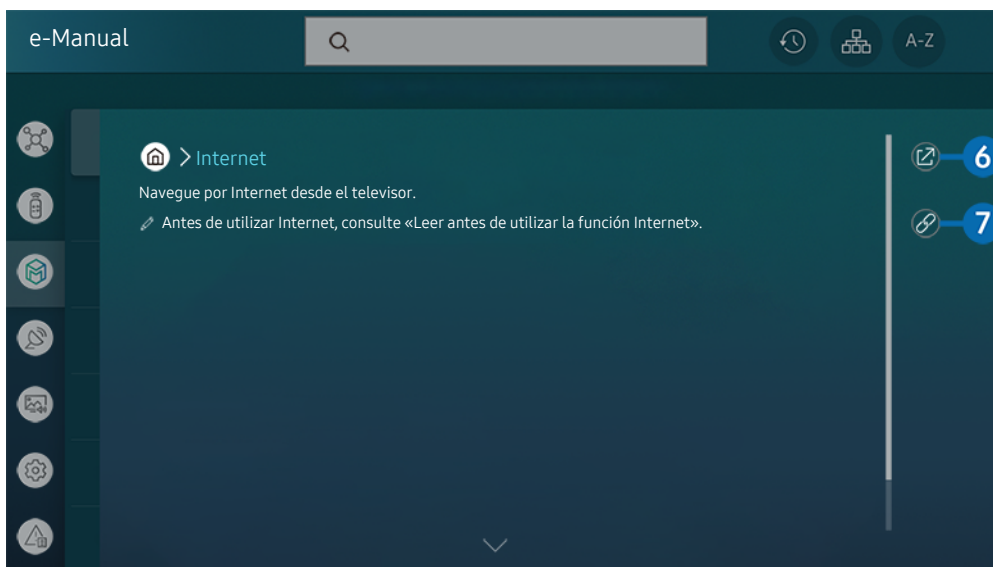 e-Manual
A-Z
> Internet
6
Navegue por Internet desde el televisor.
Antes de utilizar Internet, consulte «Leer antes de utilizar la función Internet».
7